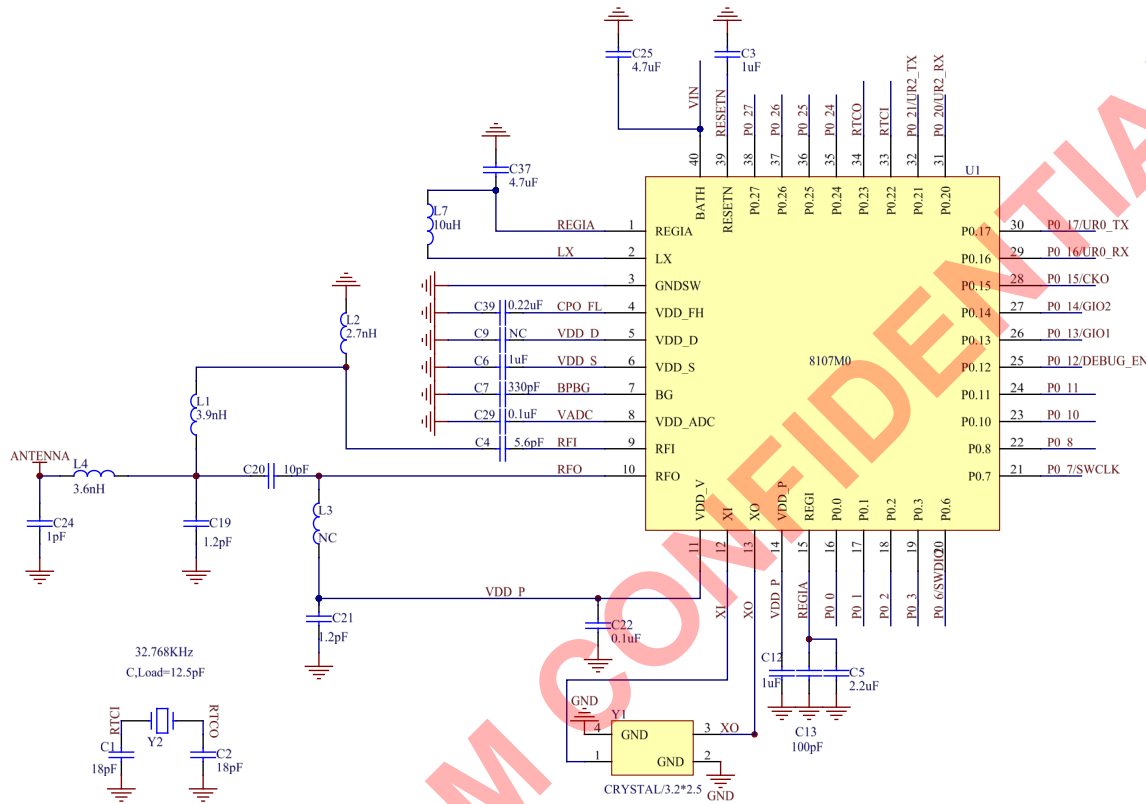 C25
4.7uF
C3
1uF
VIN
RESETN
P0_27
P0_26
P0_25
P0_24
RTCO
RTCI
P0_21/UR2_TX
P0_20/UR2_RX
40
39
38
37
36
35
34
33
32
31
U1
BATH
RESETN
P0.27
P0.26
P0.25
P0.24
P0.23
P0.22
P0.21
P0.20
C37
4.7uF
L7
10uH
REGIA
1
REGIA
LX
2
LX
3
GNDSW
C39
0.22uF
CPO_FL
4
VDD_FH
C9
NC
VDD_D
5
VDD_D
C6
1uF
VDD_S
6
VDD_S
C7
330pF
BPBG
7
BG
C29
0.1uF
VADC
8
VDD_ADC
C4
5.6pF
RFI
9
RFI
RFO
10
RFO
8107M0
P0.17
30
P0_17/UR0_TX
P0.16
29
P0_16/UR0_RX
P0.15
28
P0_15/CKO
P0.14
27
P0_14/GIO2
P0.13
26
P0_13/GIO1
P0.12
25
P0_12/DEBUG_EN
P0.11
24
P0_11
P0.10
23
P0_10
P0.8
22
P0_8
P0.7
21
P0_7/SWCLK
L2
2.7nH
L1
3.9nH
ANTENNA
L4
3.6nH
C20
10pF
C24
1pF
C19
1.2pF
L3
NC
VDD_P
C21
1.2pF
C22
0.1uF
VDD_V
XI
XO
VDD_P
REGI
P0.0
P0.1
P0.2
P0.3
P0.6
11
12
13
14
15
16
17
18
19
20
XI
XO
VDD_P
REGIA
P0_0
P0_1
P0_2
P0_3
P0_6/SWDIO
C12
1uF
C5
2.2uF
C13
100pF
32.768KHz
C,Load=12.5pF
RTCI
RTCO
Y2
C1
18pF
C2
18pF
GND
Y1
4
GND
3
XO
1
GND
2
CRYSTAL/3.2*2.5
GND
M CONFIDENTIA